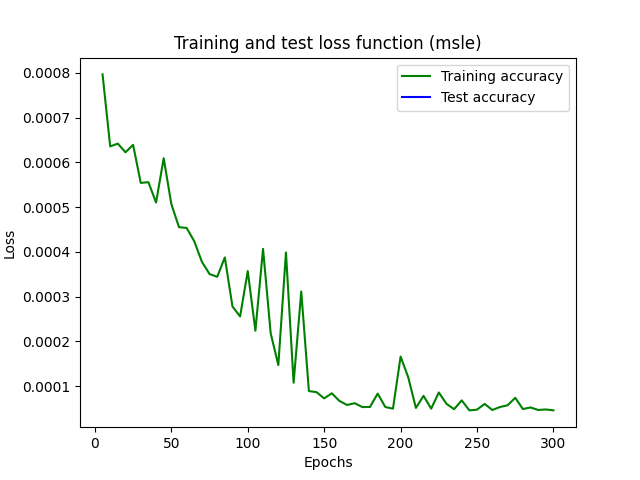 Training and test loss function (msle)
Training accuracy
Test accuracy
0.0008
0.0007
0.0006
0.0005
0.0004
0.0003
0.0002
0.0001
Loss
0 50 100 150 200 250 300
Epochs